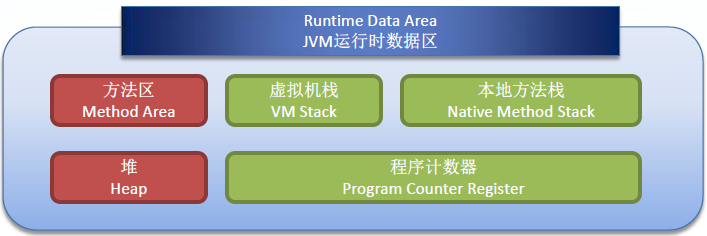 Runtime Data Area
JVM运行时数据区
方法区
Method Area
虚拟机栈
VM Stack
本地方法栈
Native Method Stack
堆
Heap
程序计数器
Program Counter Register